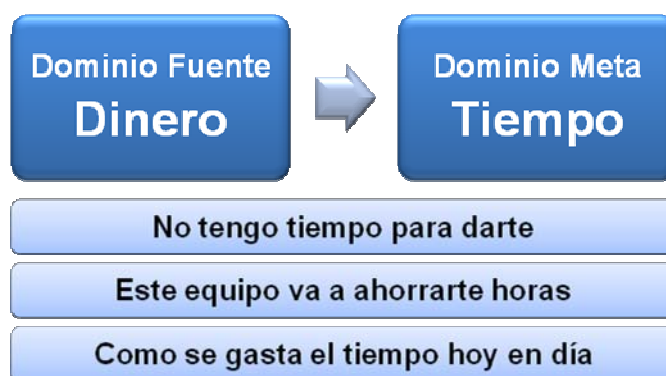 Dominio Fuente
Dinero
Dominio Meta
Tiempo
No tengo tiempo para darte
Este equipo va a ahorrarte horas
Como se gasta el tiempo hoy en día